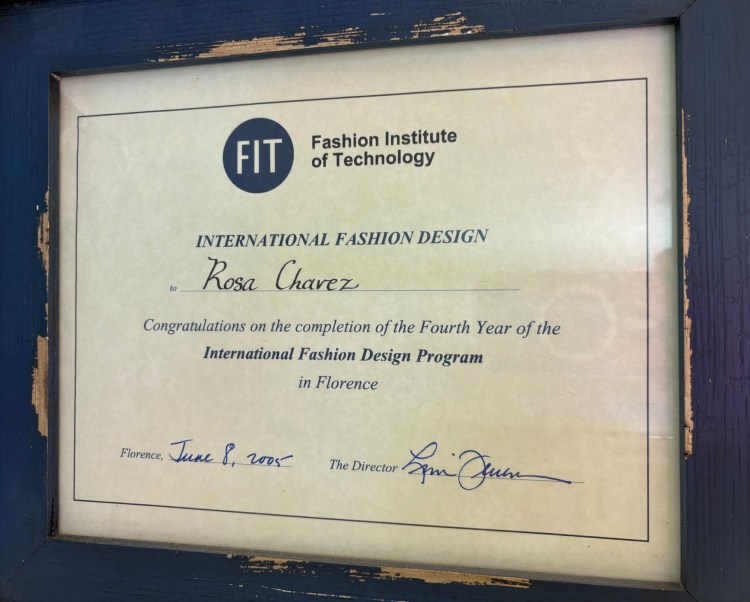 FIT
Fashion Institute
of Technology
INTERNATIONAL FASHION DESIGN
to Rosa Chavez
Congratulations on the completion of the Fourth Year of the
International Fashion Design Program
in Florence
Florence, June 8, 2005 The Director